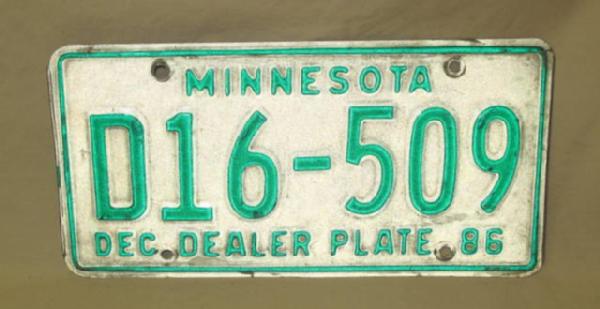 MINNESOTA
D16-509
DEC DEALER PLATE 86